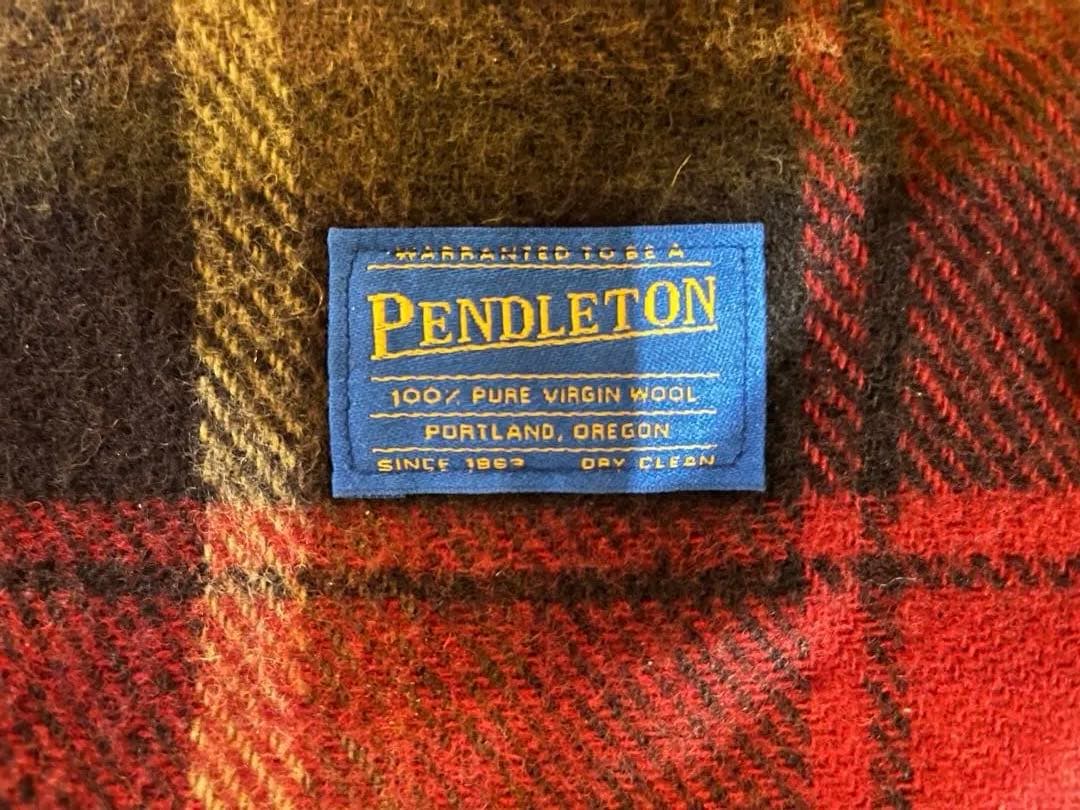 WARRANTED TO BE A
PENDLETON
100% PURE VIRGIN WOOL
PORTLAND, OREGON
SINCE 1863 DRY CLEAN